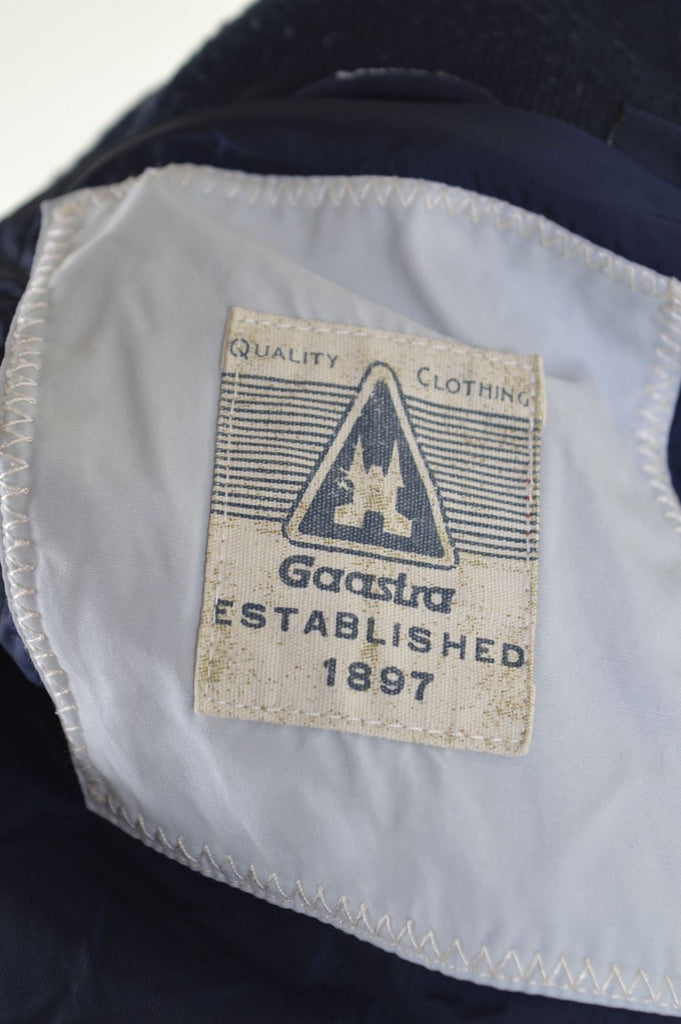 QUALITY CLOTHING
Gaastra
ESTABLISHED
1897